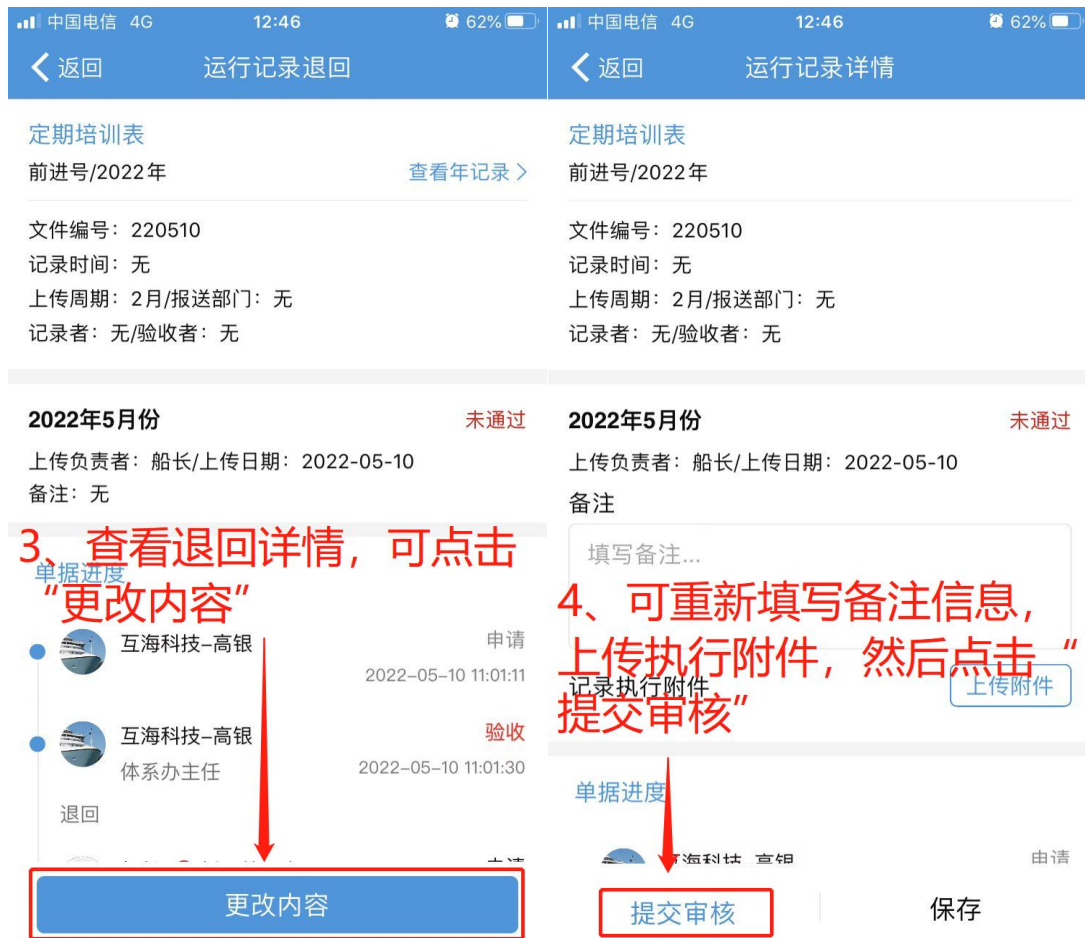 中国电信 4G 12:46 62%
返回 运行记录退回
定期培训表
前进号/2022年 查看年记录
文件编号：220510
记录时间：无
上传周期：2月/报送部门：无
记录者：无/验收者：无
2022年5月份 未通过
上传负责者：船长/上传日期：2022-05-10
备注：无
3、查看退回详情，可点击
“更改内容”
单据进度
互海科技-高银 申请
2022-05-10 11:01:11
互海科技-高银 验收
体系办主任 2022-05-10 11:01:30
退回
申请
更改内容
中国电信 4G 12:46 62%
返回 运行记录详情
定期培训表
前进号/2022年
文件编号：220510
记录时间：无
上传周期：2月/报送部门：无
记录者：无/验收者：无
2022年5月份 未通过
上传负责者：船长/上传日期：2022-05-10
备注
填写备注...
4、可重新填写备注信息，
上传执行附件，然后点击“
提交审核”
记录执行附件 上传附件
单据进度
互海科技-高银 申请
提交审核 保存